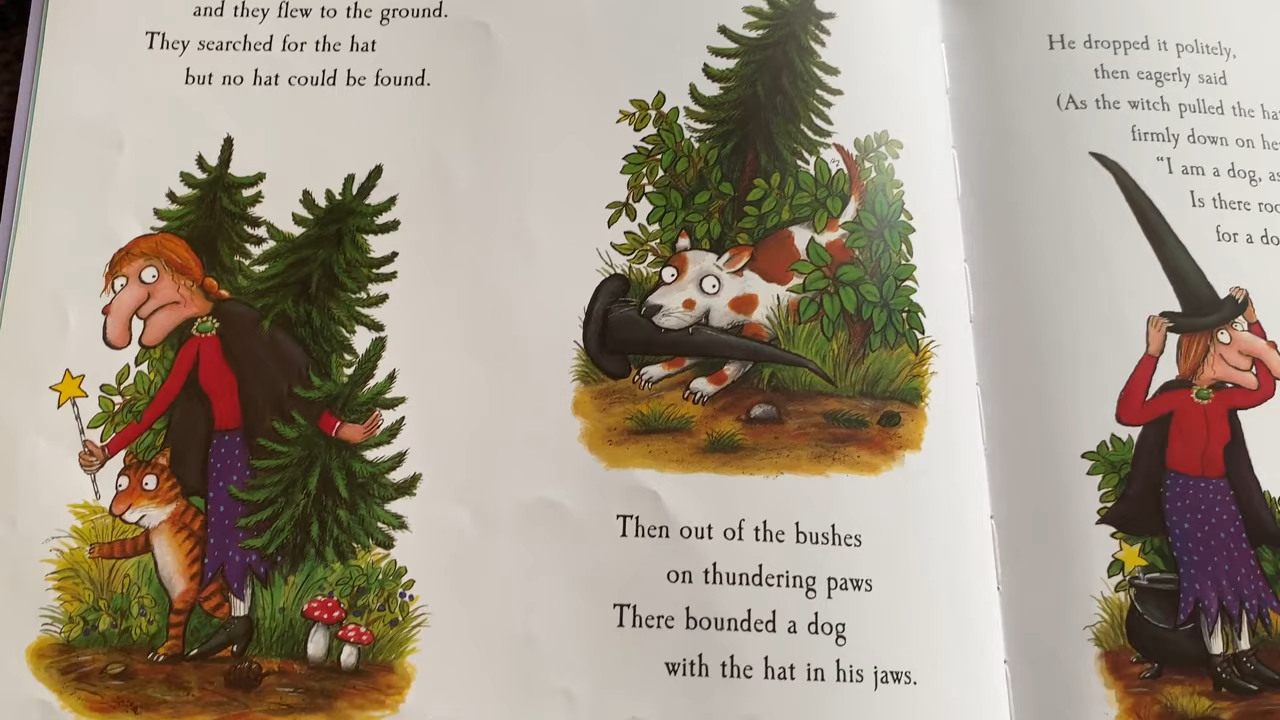 and they flew to the ground.
They searched for the hat
but no hat could be found.
Then out of the bushes
on thundering paws
There bounded a dog
with the hat in his jaws.
He dropped it politely,
then eagerly said
(As the witch pulled the
firmly down on
"I am a dog,
Is there
for a